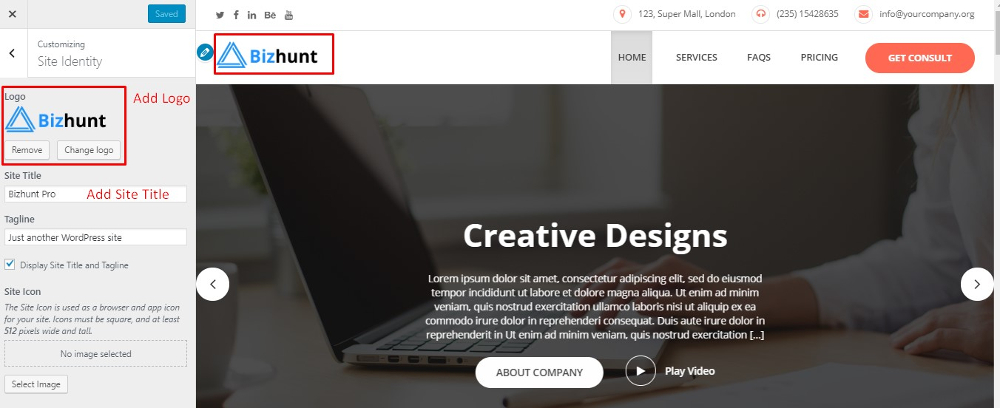 Saved
Customizing
Site Identity
Logo
Add Logo
Bizhunt
Remove
Change logo
Site Title
Bizhunt Pro
Add Site Title
Tagline
Just another WordPress site
Display Site Title and Tagline
Site Icon
The Site Icon is used as a browser and app icon
for your site. Icons must be square, and at least
512 pixels wide and tall.
No image selected
Select Image
123, Super Mall, London
(235) 15428635
info@yourcompany.org
Bizhunt
HOME
SERVICES
FAQS
PRICING
GET CONSULT
Creative Designs
Lorem ipsum dolor sit amet, consectetur adipiscing elit, sed do eiusmod
tempor incididunt ut labore et dolore magna aliqua. Ut enim ad minim
veniam, quis nostrud exercitation ullamco laboris nisi ut aliquip ex ea
commodo irure dolor in reprehenderi consequat. Duis aute irure dolor in
reprehenderit in Ut enim ad minim veniam, quis nostrud exercitation [...]
ABOUT COMPANY
Play Video